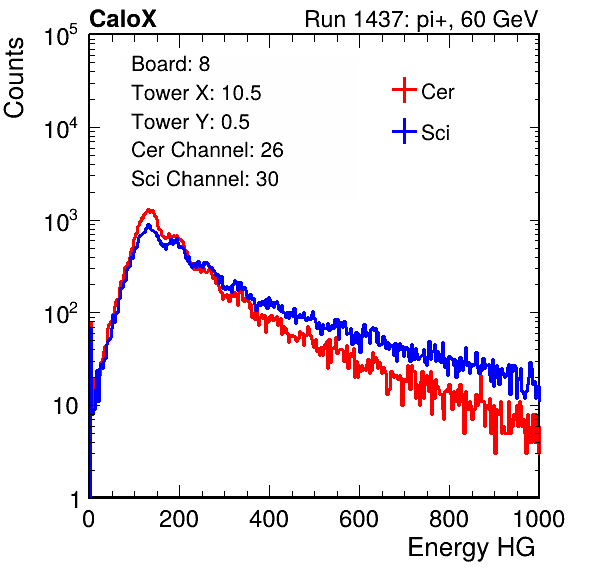 CaloX
Run 1437: pi+, 60 GeV
Counts
10^5
10^4
10^3
10^2
10
1
Board: 8
Tower X: 10.5
Tower Y: 0.5
Cer Channel: 26
Sci Channel: 30
Cer
Sci
0 200 400 600 800 1000
Energy HG